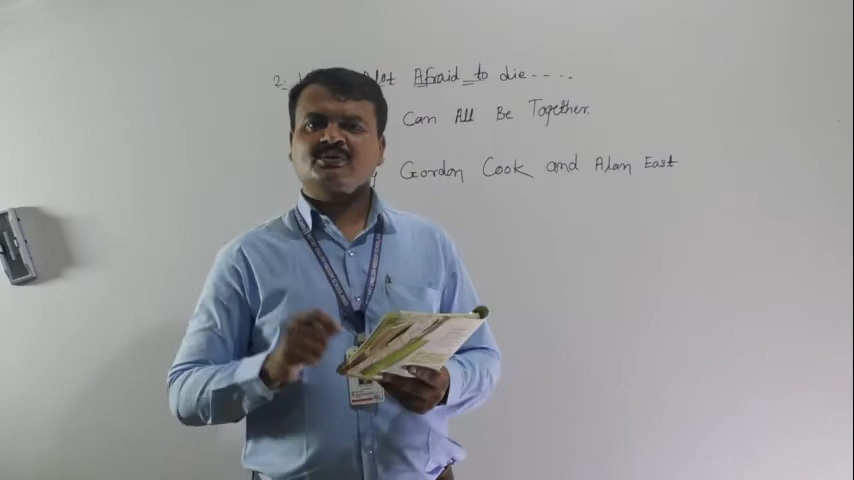 2. Not Afraid to die....
Can All Be Together.
Gordon Cook and Alan East